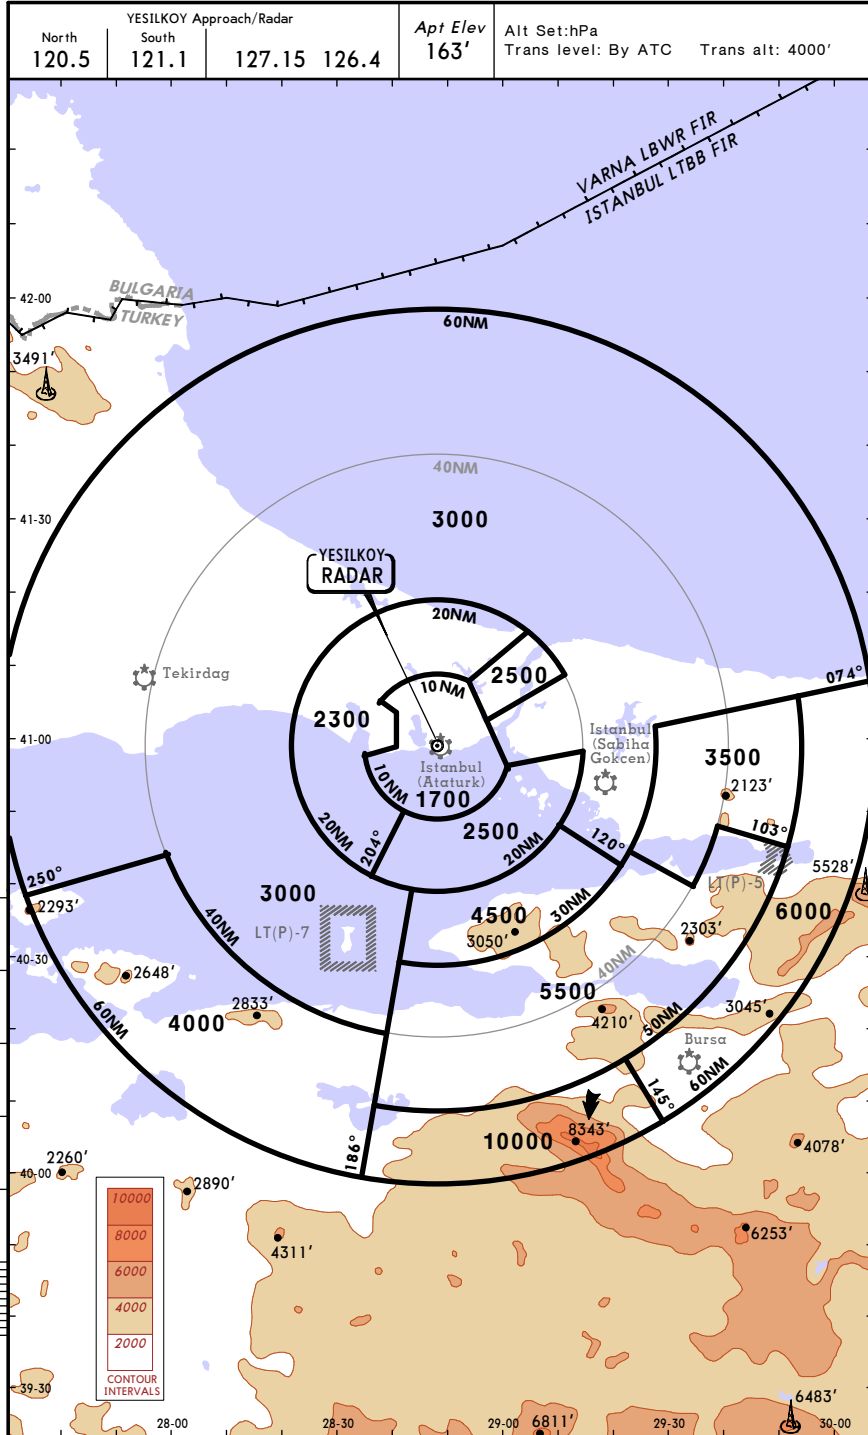 YESILKOY Approach/Radar
North
120.5
South
121.1
127.15 126.4
Apt Elev
163'
Alt Set:hPa
Trans level: By ATC Trans alt: 4000'
VARNA LBWR FIR
ISTANBUL LTBB FIR
BULGARIA
TURKEY
42-00
60NM
3491'
40NM
41-30
3000
YESILKOY
RADAR
20NM
Tekirdag
074°
10NM
2500
2300
41-00
Istanbul
(Sabiha
Gokcen)
3500
Istanbul
(Ataturk)
10NM
1700
2123'
20NM
204°
2500
20NM
120°
103°
250°
2293'
3000
LT(P)-7
40NM
4500
3050'
30NM
LT(P)-5
5528'
6000
2303'
40NM
40-30
2648'
5500
60NM
2833'
4000
4210'
50NM
3045'
Bursa
60NM
145°
186°
10000
8343'
4078'
40-00
2260'
2890'
10000
8000
6000
4000
2000
CONTOUR
INTERVALS
4311'
6253'
39-30
6483'
28-00
28-30
29-00
6811'
29-30
30-00